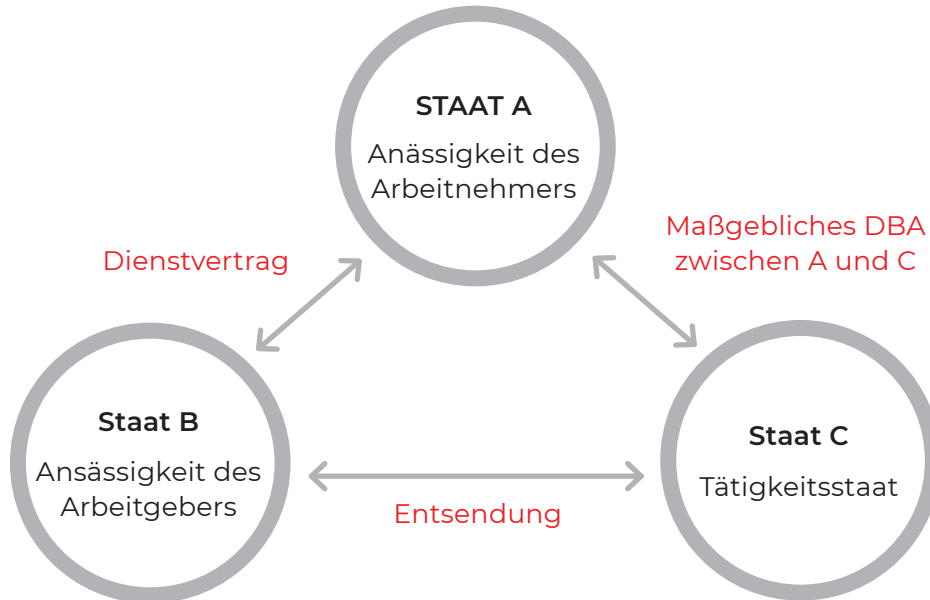 STAAT A
Anässigkeit des
Arbeitnehmers
Maßgebliches DBA
zwischen A und C
Dienstvertrag
Staat B
Ansässigkeit des
Arbeitgebers
Staat C
Tätigkeitsstaat
Entsendung